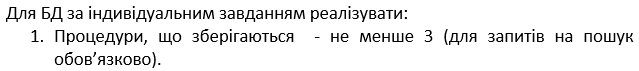 Для БД за індивідуальним завданням реалізувати:
1. Процедури, що зберігаються - не менше 3 (для запитів на пошук
обов’язково).